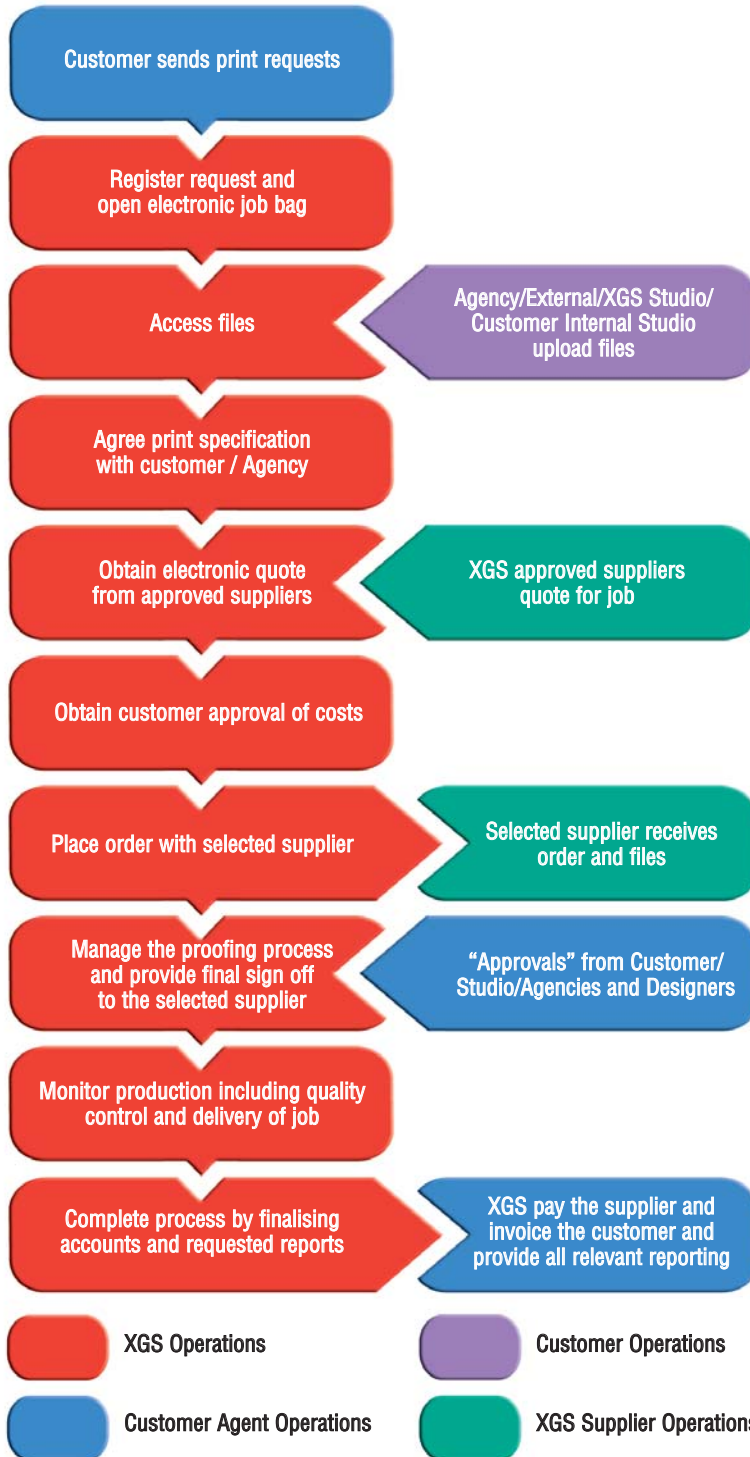 Customer sends print requests
Register request and
open electronic job bag
Access files
Agency/External/XGS Studio/
Customer Internal Studio
upload files
Agree print specification
with customer / Agency
Obtain electronic quote
from approved suppliers
XGS approved suppliers
quote for job
Obtain customer approval of costs
Place order with selected supplier
Selected supplier receives
order and files
Manage the proofing process
and provide final sign off
to the selected supplier
“Approvals” from Customer/
Studio/Agencies and Designers
Monitor production including quality
control and delivery of job
Complete process by finalising
accounts and requested reports
XGS pay the supplier and
invoice the customer and
provide all relevant reporting
XGS Operations
Customer Operations
Customer Agent Operations
XGS Supplier Operations